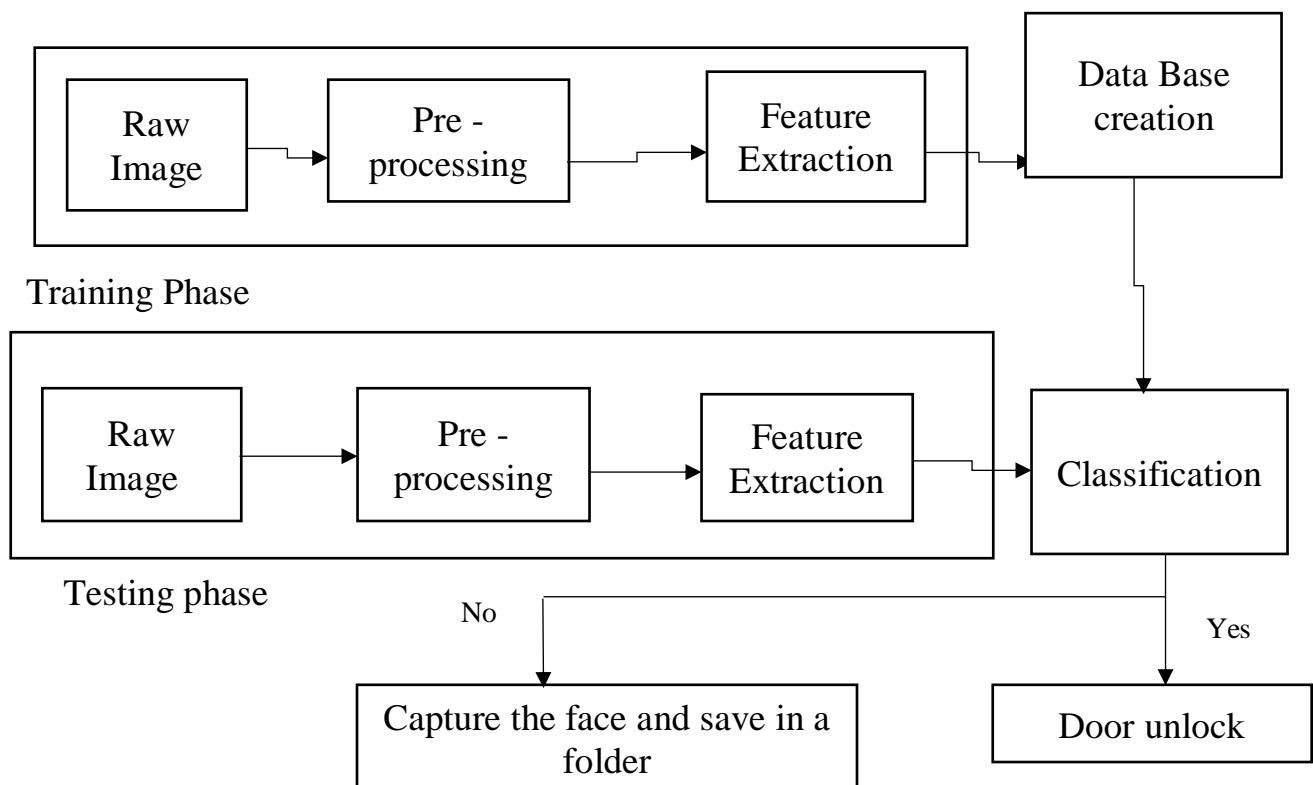 Raw
Image
Pre -
processing
Feature
Extraction
Data Base
creation
Training Phase
Raw
Image
Pre -
processing
Feature
Extraction
Classification
Testing phase
No
Yes
Capture the face and save in a
folder
Door unlock